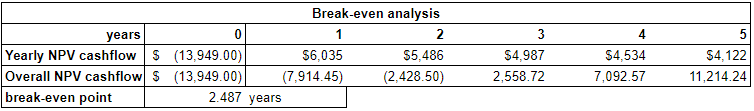 Break-even analysis
years 0 1 2 3 4 5
Yearly NPV cashflow $ (13,949.00) $6,035 $5,486 $4,987 $4,534 $4,122
Overall NPV cashflow $ (13,949.00) (7,914.45) (2,428.50) 2,558.72 7,092.57 11,214.24
break-even point 2.487 years